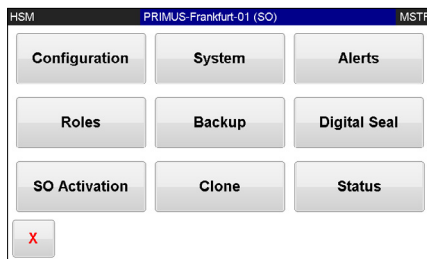 HSM PRIMUS-Frankfurt-01 (SO)
Configuration System Alerts
Roles Backup Digital Seal
SO Activation Clone Status
X